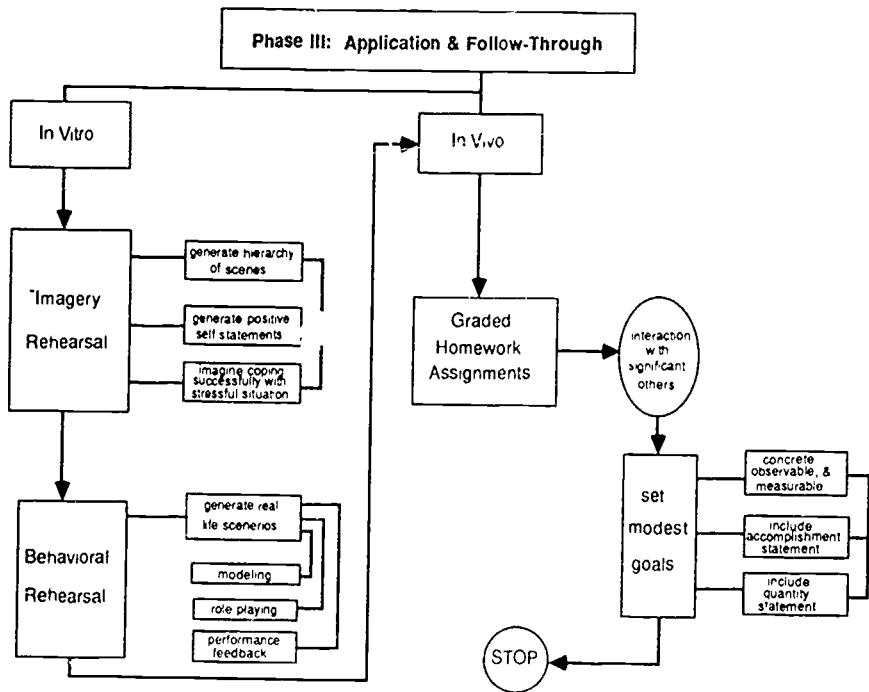 Phase III: Application & Follow-Through
In Vitro
In Vivo
Imagery
Rehearsal
generate hierarchy
of scenes
generate positive
self statements
imagine coping
successfully with
stressful situation
Behavioral
Rehearsal
generate real
life scenerios
modeling
role playing
performance
feedback
Graded
Homework
Assignments
interaction
with
significant
others
set
modest
goals
concrete
observable, &
measurable
include
accomplishment
statement
include
quantity
statement
STOP